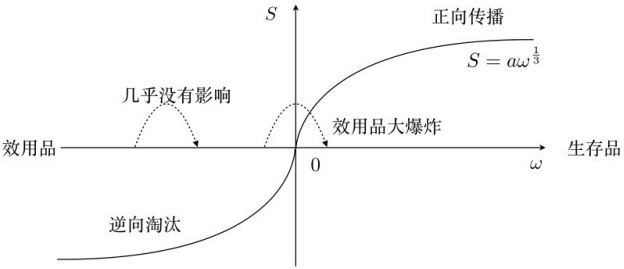 S
正向传播
S = aω^{1/3}
几乎没有影响
效用品大爆炸
效用品
0
ω
生存品
逆向淘汰